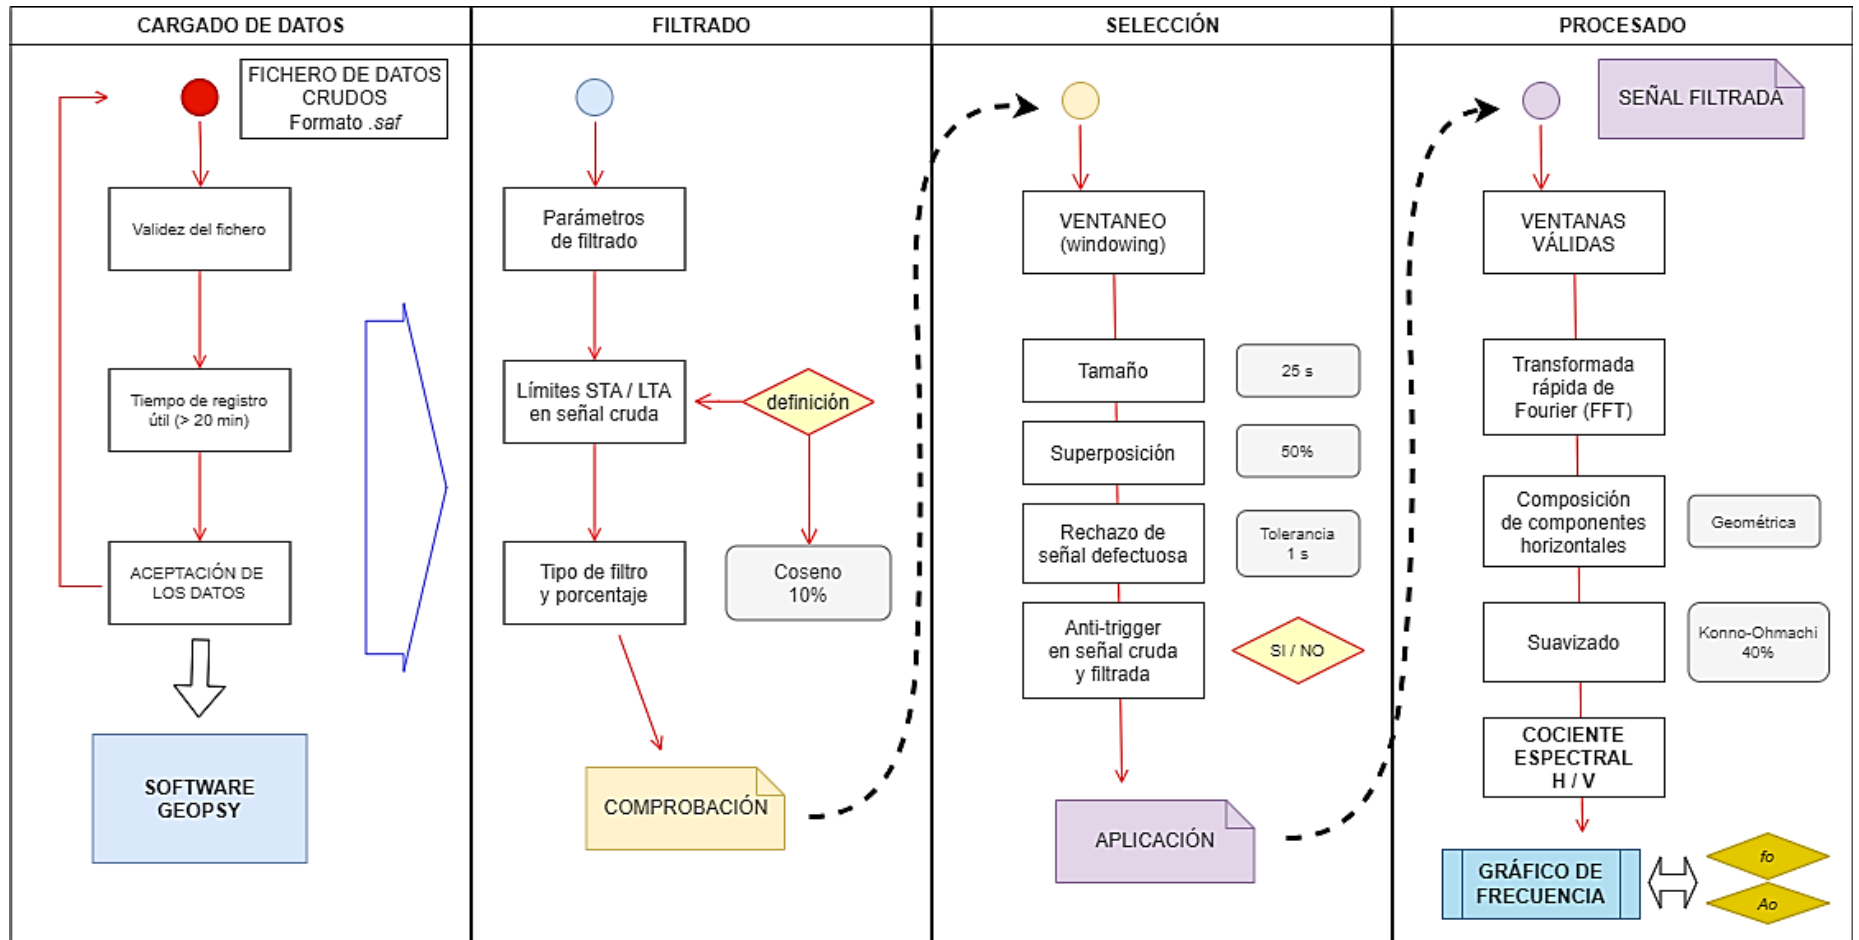 CARGADO DE DATOS
FICHERO DE DATOS
CRUDOS
Formato .saf
Validez del fichero
Tiempo de registro
útil (> 20 min)
ACEPTACIÓN DE
LOS DATOS
SOFTWARE
GEOPSY
FILTRADO
Parámetros
de filtrado
Límites STA / LTA
en señal cruda
definición
Tipo de filtro
y porcentaje
Coseno
10%
COMPROBACIÓN
SELECCIÓN
VENTANEO
(windowing)
Tamaño
25 s
Superposición
50%
Rechazo de
señal defectuosa
Tolerancia
1 s
Anti-trigger
en señal cruda
y filtrada
SI / NO
APLICACIÓN
PROCESADO
SEÑAL FILTRADA
VENTANAS
VÁLIDAS
Transformada
rápida de
Fourier (FFT)
Composición
de componentes
horizontales
Geométrica
Suavizado
Konno-Ohmachi
40%
COCIENTE
ESPECTRAL
H / V
GRÁFICO DE
FRECUENCIA
fo
Ao